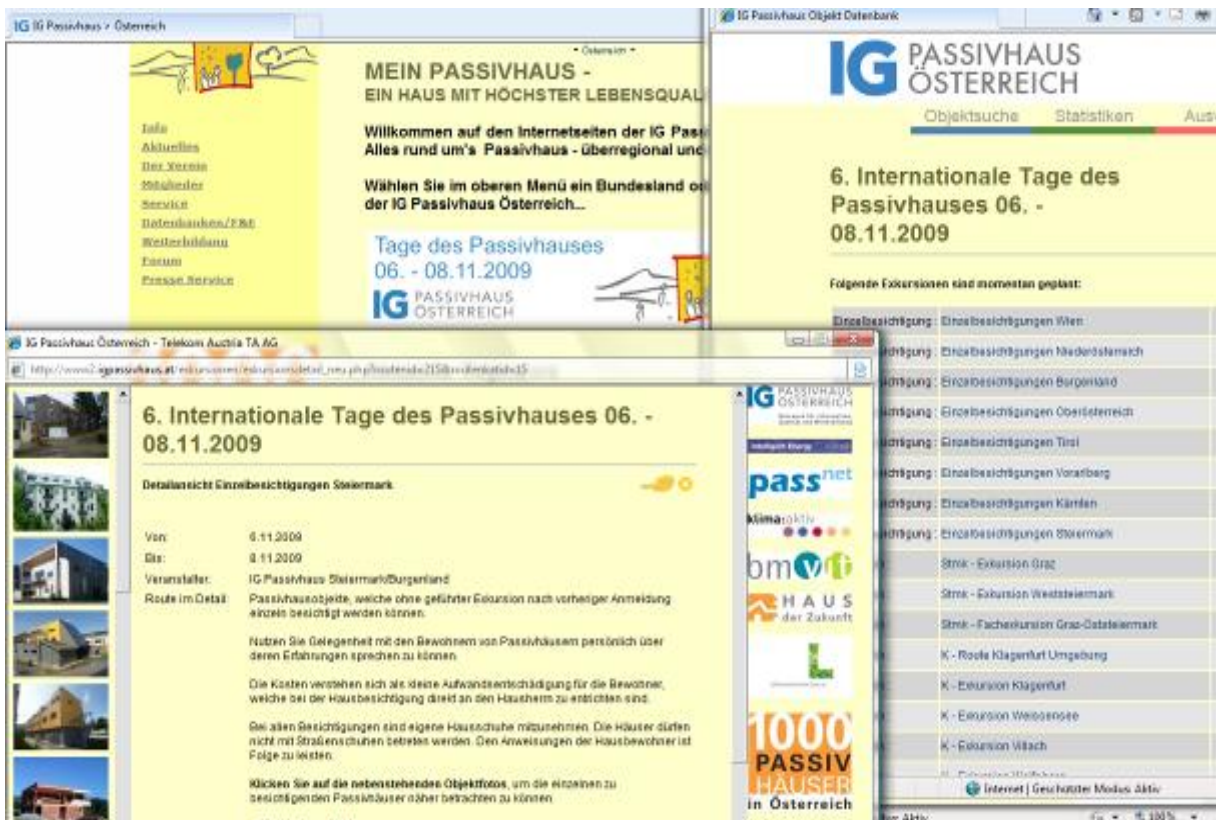 IG Passivhaus > Österreich
• Österreich •
MEIN PASSIVHAUS -
EIN HAUS MIT HÖCHSTER LEBENSQUAL
Info
Aktuelles
Der Verein
Mitglieder
Service
Datenbanken/F&E
Weiterbildung
Forum
Presse Service
Willkommen auf den Internetseiten der IG Pass
Alles rund um's Passivhaus - überregional und
Wählen Sie im oberen Menü ein Bundesland od
der IG Passivhaus Österreich...
Tage des Passivhauses
06. - 08.11.2009
IG PASSIVHAUS
ÖSTERREICH
IG Passivhaus Objekt Datenbank
IG PASSIVHAUS
ÖSTERREICH
Objektsuche Statistiken Aus
6. Internationale Tage des
Passivhauses 06. -
08.11.2009
Folgende Exkursionen sind momentan geplant:
Einzelbesichtigung: Einzelbesichtigungen Wien
sichtigung: Einzelbesichtigungen Niederösterreich
sichtigung: Einzelbesichtigungen Burgenland
sichtigung: Einzelbesichtigungen Oberösterreich
sichtigung: Einzelbesichtigungen Tirol
sichtigung: Einzelbesichtigungen Vorarlberg
sichtigung: Einzelbesichtigungen Kärnten
sichtigung: Einzelbesichtigungen Steiermark
Stmk - Exkursion Graz
Stmk - Exkursion Weststeiermark
Stmk - Fachexkursion Graz-Oststeiermark
K - Route Klagenfurt Umgebung
K - Exkursion Klagenfurt
K - Exkursion Weissensee
K - Exkursion Villach
Internet | Geschützter Modus: Aktiv
Aktiv
100%
IG Passivhaus Österreich - Telekom Austria TA AG
6. Internationale Tage des Passivhauses 06. -
08.11.2009
Detailansicht Einzelbesichtigungen Steiermark
Von: 6.11.2009
Bis: 8.11.2009
Veranstalter: IG Passivhaus Steiermark/Burgenland
Route im Detail: Passivhausobjekte, welche ohne geführter Exkursion nach vorheriger Anmeldung
einzeln besichtigt werden können.
Nutzen Sie Gelegenheit mit den Bewohnern von Passivhäusern persönlich über
deren Erfahrungen sprechen zu können.
Die Kosten verstehen sich als kleine Aufwandsentschädigung für die Bewohner,
welche bei der Hausbesichtigung direkt an den Hausherrn zu entrichten sind.
Bei allen Besichtigungen sind eigene Hausschuhe mitzunehmen. Die Häuser dürfen
nicht mit Straßenschuhen betreten werden. Den Anweisungen der Hausbewohner ist
Folge zu leisten.
Klicken Sie auf die nebenstehenden Objektfotos, um die einzelnen zu
besichtigenden Passivhäuser näher betrachten zu können.
IG PASSIVHAUS
ÖSTERREICH
passnet
klima:aktiv
bmvit
HAUS
der Zukunft
1000
PASSIV
HÄUSER
in Österreich